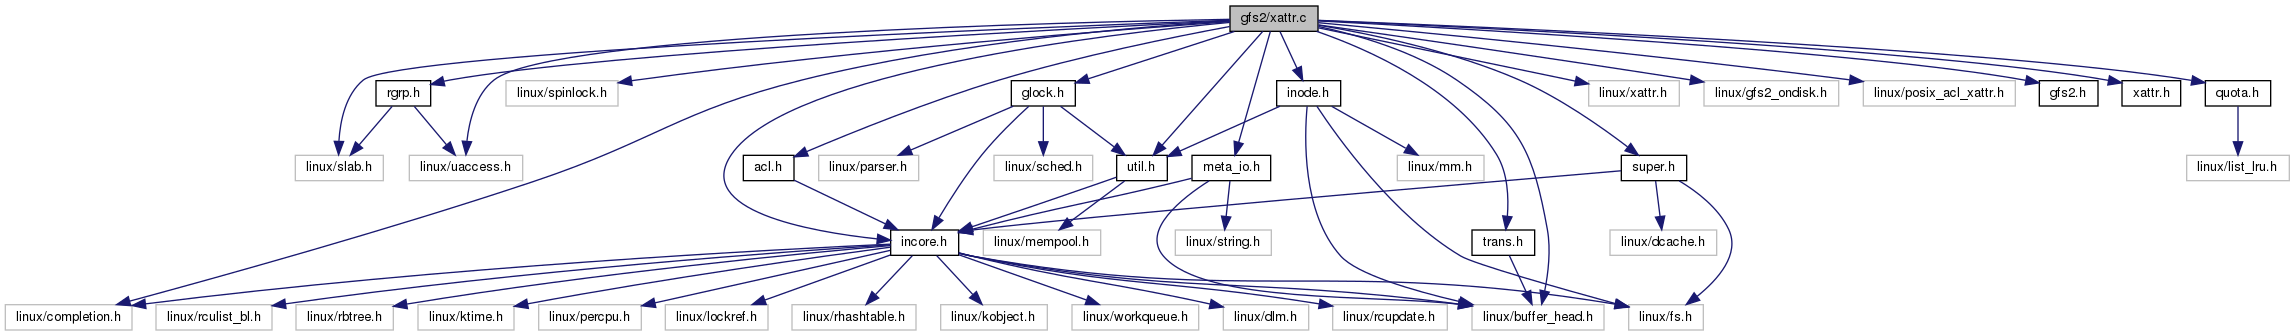 gfs2/xattr.c
rgrp.h
linux/spinlock.h
glock.h
inode.h
linux/xattr.h
linux/gfs2_ondisk.h
linux/posix_acl_xattr.h
gfs2.h
xattr.h
quota.h
linux/slab.h
linux/uaccess.h
acl.h
linux/parser.h
linux/sched.h
util.h
meta_io.h
linux/mm.h
super.h
linux/list_lru.h
incore.h
linux/mempool.h
linux/string.h
trans.h
linux/dcache.h
linux/completion.h
linux/rculist_bl.h
linux/rbtree.h
linux/ktime.h
linux/percpu.h
linux/lockref.h
linux/rhashtable.h
linux/kobject.h
linux/workqueue.h
linux/dlm.h
linux/rcupdate.h
linux/buffer_head.h
linux/fs.h